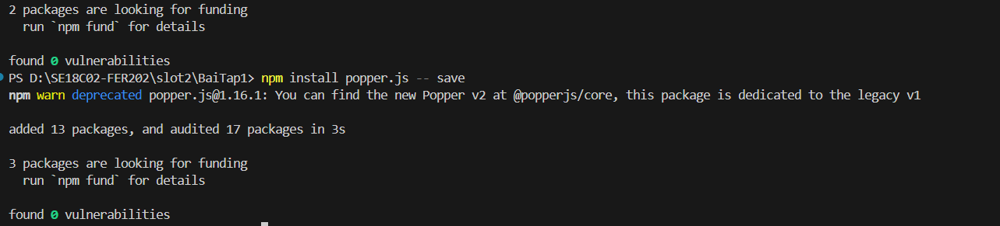 2 packages are looking for funding
  run `npm fund` for details
found 0 vulnerabilities
PS D:\SE18C02-FER202\slot2\BaiTap1> npm install popper.js -- save
npm warn deprecated popper.js@1.16.1: You can find the new Popper v2 at @popperjs/core, this package is dedicated to the legacy v1
added 13 packages, and audited 17 packages in 3s
3 packages are looking for funding
  run `npm fund` for details
found 0 vulnerabilities